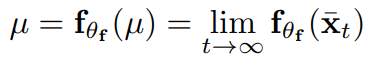 μ = f_{θ_f}(μ) = lim_{t→∞} f_{θ_f}(x̄_t)